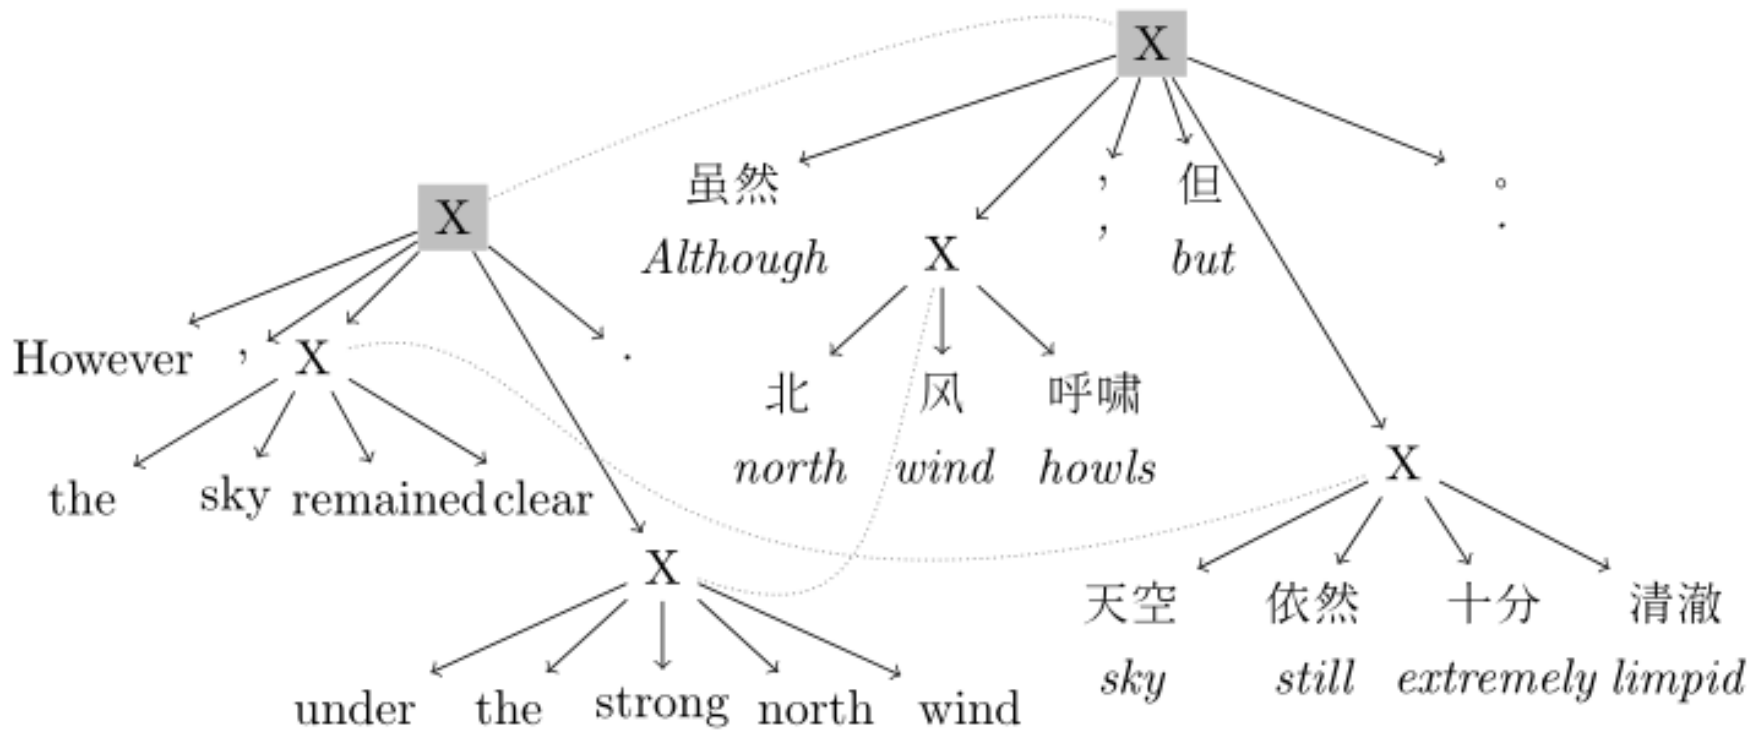 X
X
虽然 , 但 。
Although X , but .
However , X .
北 风 呼啸
north wind howls
X
the sky remained clear
X
天空 依然 十分 清澈
sky still extremely limpid
under the strong north wind